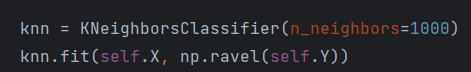 knn = KNeighborsClassifier(n_neighbors=1000)
knn.fit(self.X, np.ravel(self.Y))